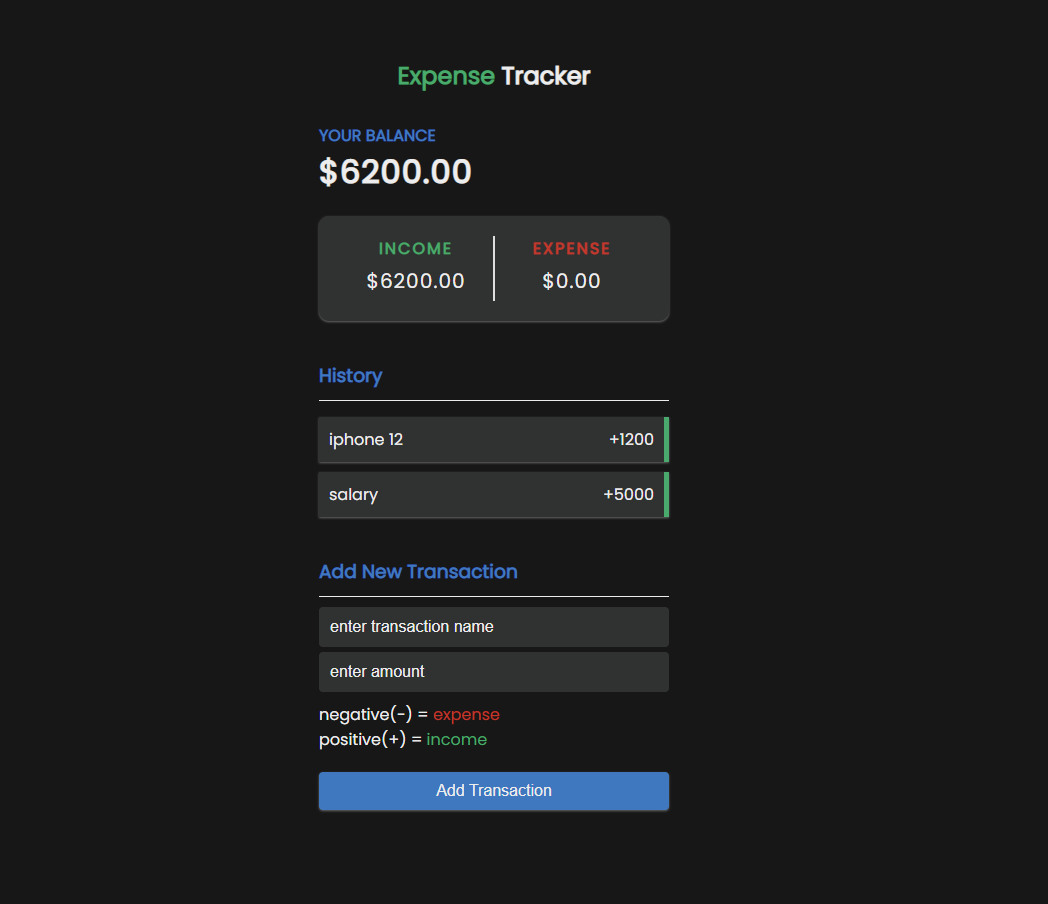 Expense Tracker
YOUR BALANCE
$6200.00
INCOME EXPENSE
$6200.00 $0.00
History
iphone 12 +1200
salary +5000
Add New Transaction
enter transaction name
enter amount
negative(-) = expense
positive(+) = income
Add Transaction